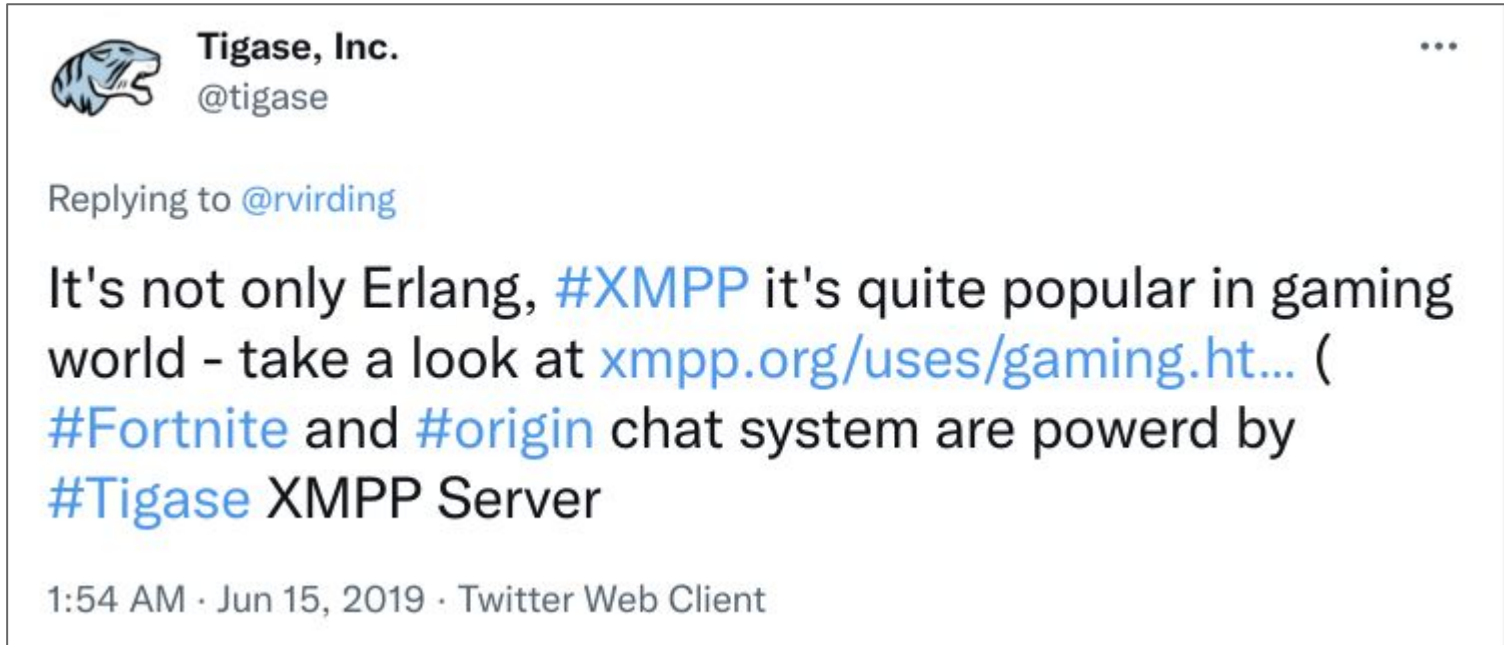 Tigase, Inc.
@tigase
Replying to @rvirding
It's not only Erlang, #XMPP it's quite popular in gaming
world - take a look at xmpp.org/uses/gaming.ht... (
#Fortnite and #origin chat system are powerd by
#Tigase XMPP Server
1:54 AM · Jun 15, 2019 · Twitter Web Client